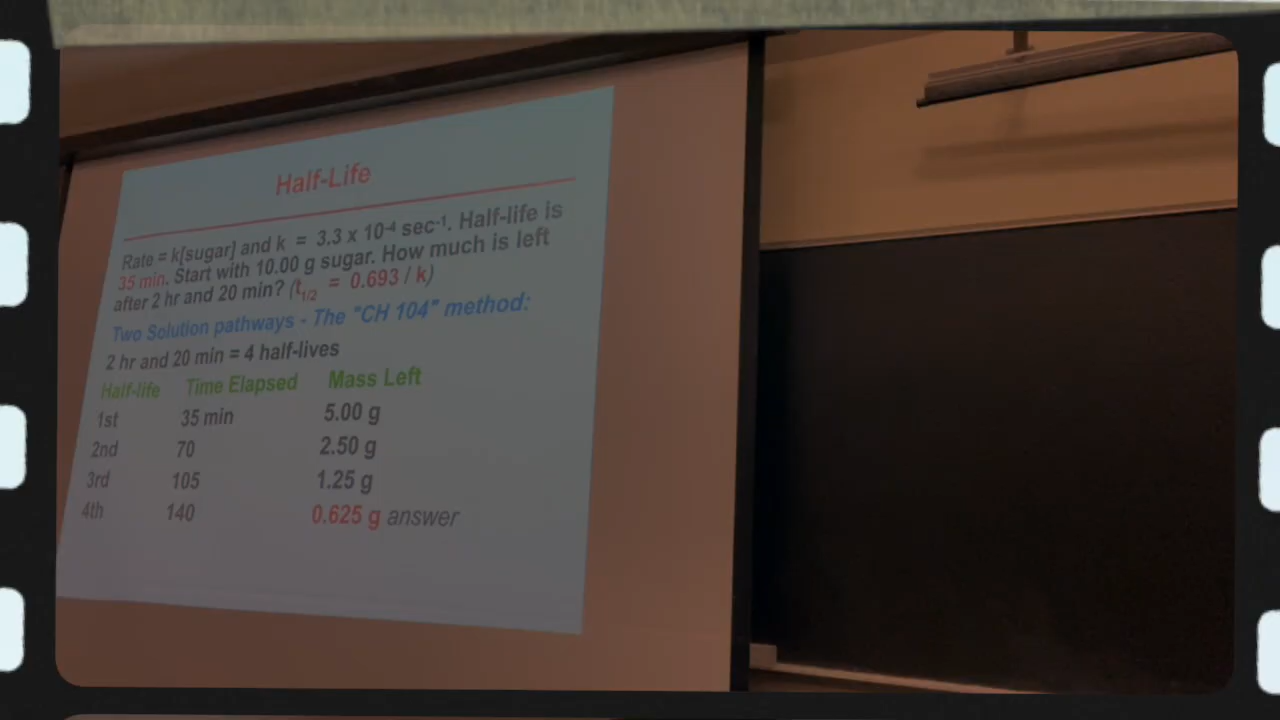 Half-Life
Rate = k[sugar] and k = 3.3 x 10⁻⁴ sec⁻¹. Half-life is
35 min. Start with 10.00 g sugar. How much is left
after 2 hr and 20 min? (t1/2 = 0.693 / k)
Two Solution pathways - The "CH 104" method:
2 hr and 20 min = 4 half-lives
Half-life Time Elapsed Mass Left
1st 35 min 5.00 g
2nd 70 2.50 g
3rd 105 1.25 g
4th 140 0.625 g answer